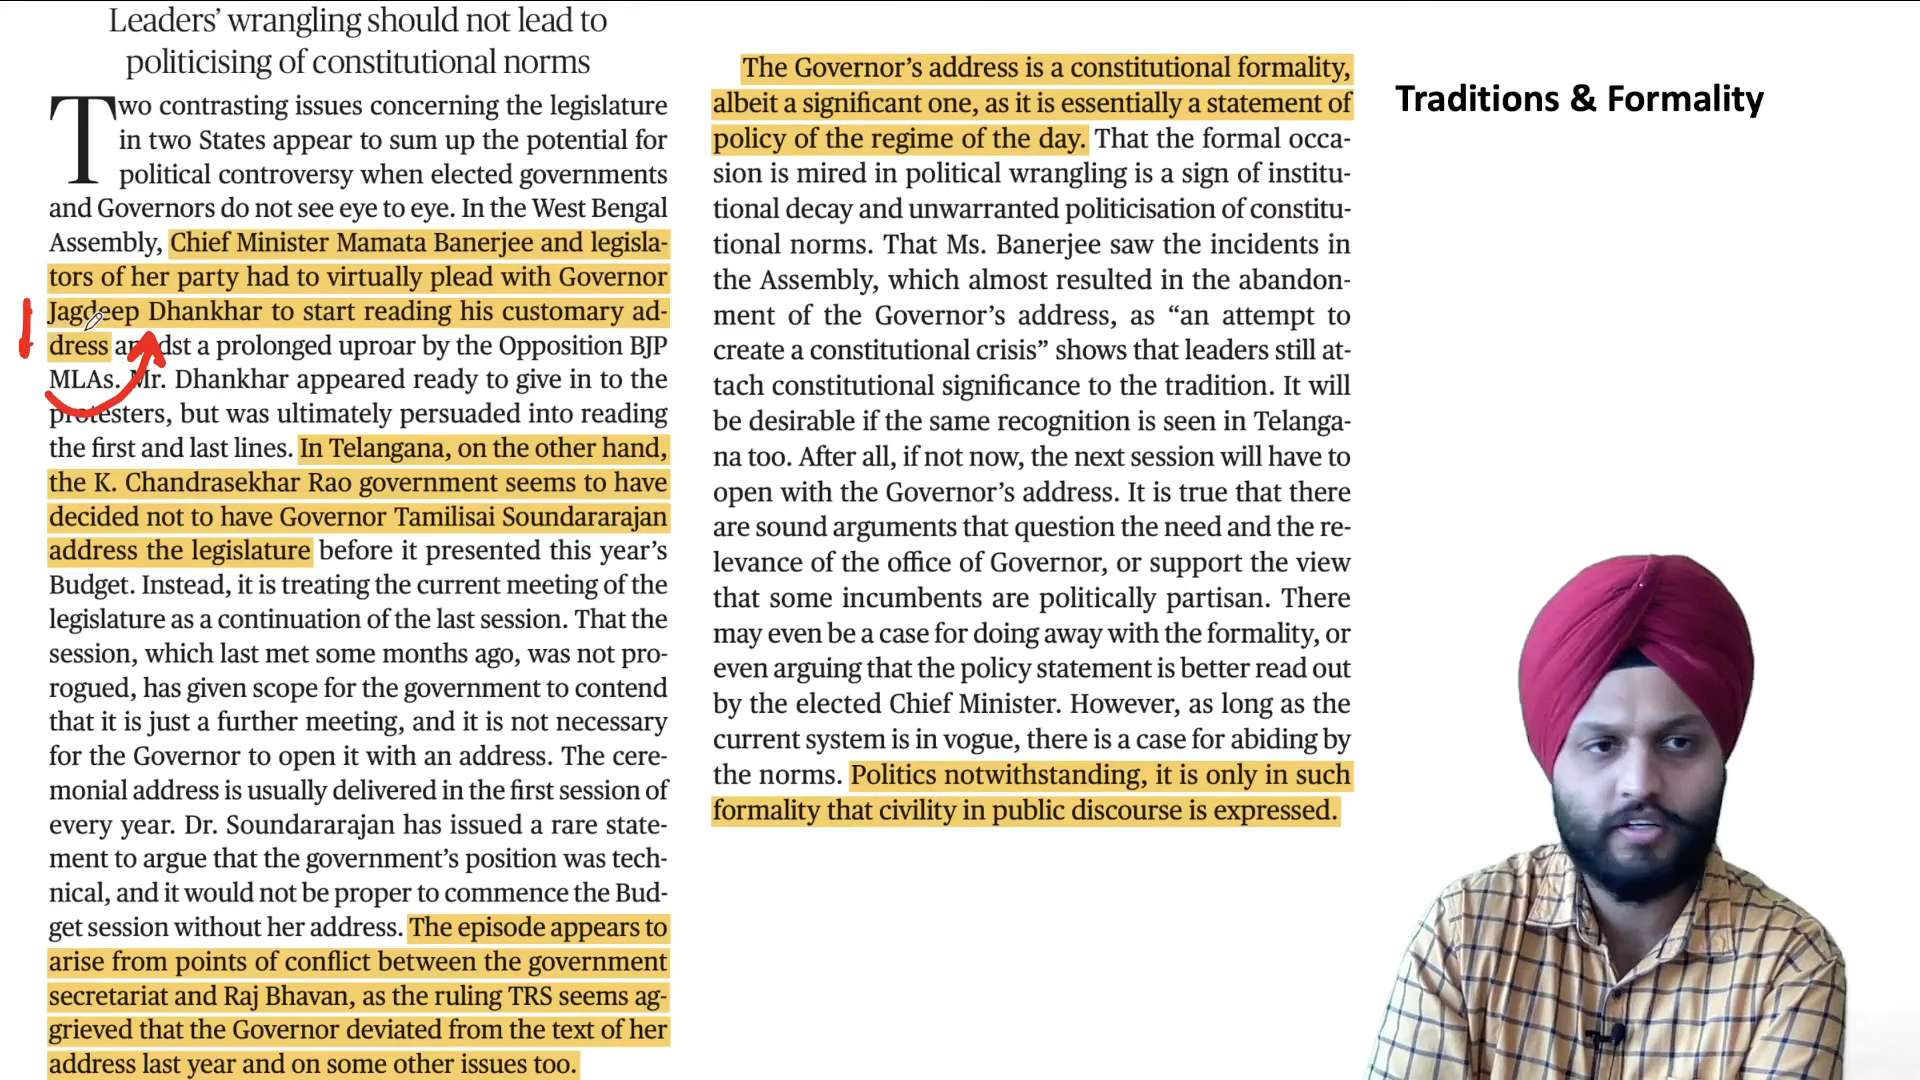 Leaders’ wrangling should not lead to
politicising of constitutional norms
Two contrasting issues concerning the legislature
in two States appear to sum up the potential for
political controversy when elected governments
and Governors do not see eye to eye. In the West Bengal
Assembly, Chief Minister Mamata Banerjee and legisla-
tors of her party had to virtually plead with Governor
Jagdeep Dhankhar to start reading his customary ad-
dress amidst a prolonged uproar by the Opposition BJP
MLAs. Mr. Dhankhar appeared ready to give in to the
protesters, but was ultimately persuaded into reading
the first and last lines. In Telangana, on the other hand,
the K. Chandrasekhar Rao government seems to have
decided not to have Governor Tamilisai Soundararajan
address the legislature before it presented this year’s
Budget. Instead, it is treating the current meeting of the
legislature as a continuation of the last session. That the
session, which last met some months ago, was not pro-
rogued, has given scope for the government to contend
that it is just a further meeting, and it is not necessary
for the Governor to open it with an address. The cere-
monial address is usually delivered in the first session of
every year. Dr. Soundararajan has issued a rare state-
ment to argue that the government’s position was tech-
nical, and it would not be proper to commence the Bud-
get session without her address. The episode appears to
arise from points of conflict between the government
secretariat and Raj Bhavan, as the ruling TRS seems ag-
grieved that the Governor deviated from the text of her
address last year and on some other issues too.
The Governor’s address is a constitutional formality,
albeit a significant one, as it is essentially a statement of
policy of the regime of the day. That the formal occa-
sion is mired in political wrangling is a sign of institu-
tional decay and unwarranted politicisation of constitu-
tional norms. That Ms. Banerjee saw the incidents in
the Assembly, which almost resulted in the abandon-
ment of the Governor’s address, as “an attempt to
create a constitutional crisis” shows that leaders still at-
tach constitutional significance to the tradition. It will
be desirable if the same recognition is seen in Telanga-
na too. After all, if not now, the next session will have to
open with the Governor’s address. It is true that there
are sound arguments that question the need and the re-
levance of the office of Governor, or support the view
that some incumbents are politically partisan. There
may even be a case for doing away with the formality, or
even arguing that the policy statement is better read out
by the elected Chief Minister. However, as long as the
current system is in vogue, there is a case for abiding by
the norms. Politics notwithstanding, it is only in such
formality that civility in public discourse is expressed.
Traditions & Formality